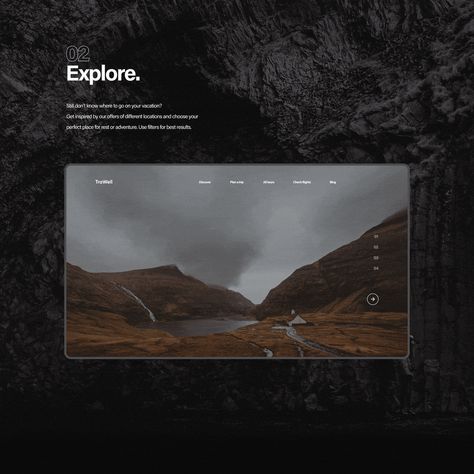 02
Explore.
Still don't know where to go on your vacation?
Get inspired by our offers of different locations and choose your
perfect place for rest or adventure. Use filters for best results.
TraWell Discover Plan a trip All tours Check flights Blog
01
02
03
04